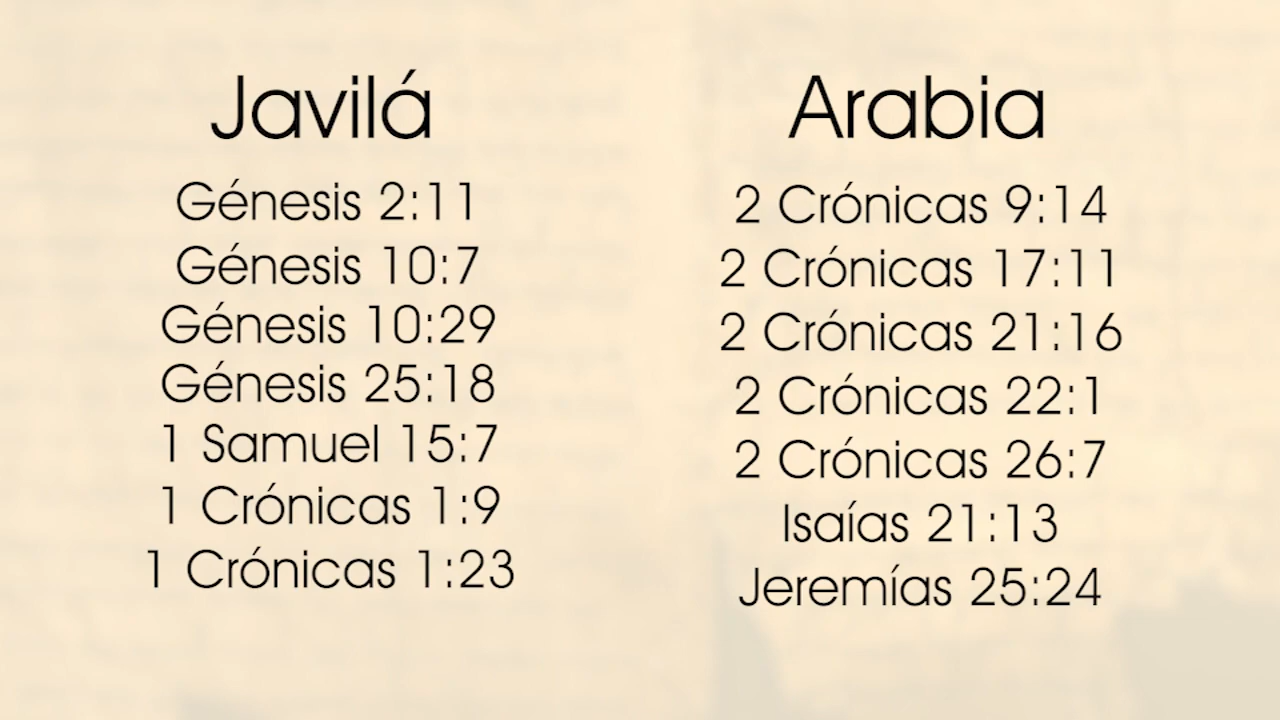 Javilá
Génesis 2:11
Génesis 10:7
Génesis 10:29
Génesis 25:18
1 Samuel 15:7
1 Crónicas 1:9
1 Crónicas 1:23
Arabia
2 Crónicas 9:14
2 Crónicas 17:11
2 Crónicas 21:16
2 Crónicas 22:1
2 Crónicas 26:7
Isaías 21:13
Jeremías 25:24